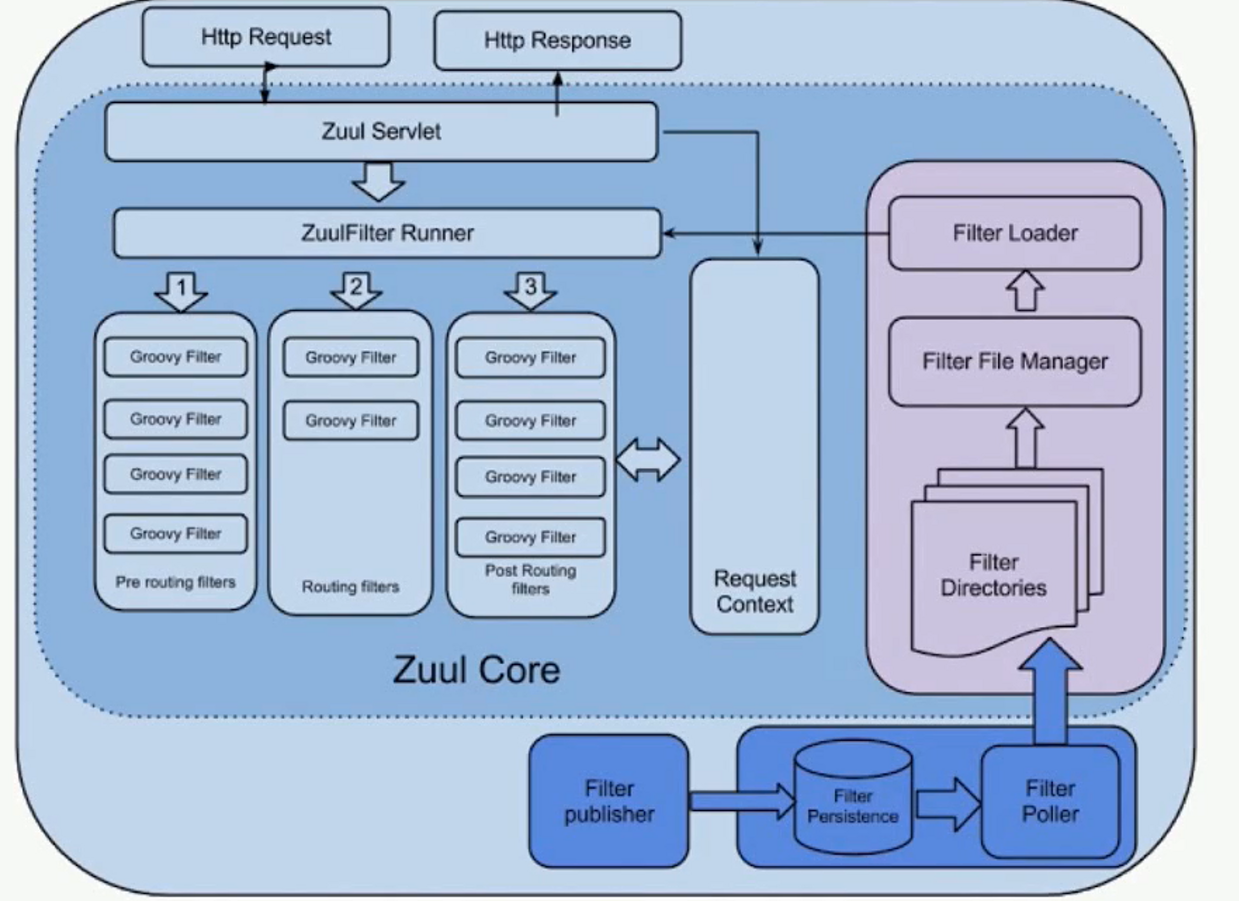 Http Request
Http Response
Zuul Servlet
ZuulFilter Runner
Filter Loader
1
2
3
Groovy Filter
Groovy Filter
Groovy Filter
Groovy Filter
Pre routing filters
Groovy Filter
Groovy Filter
Routing filters
Groovy Filter
Groovy Filter
Groovy Filter
Groovy Filter
Post Routing
filters
Request
Context
Filter File Manager
Filter
Directories
Zuul Core
Filter
publisher
Filter
Persistence
Filter
Poller